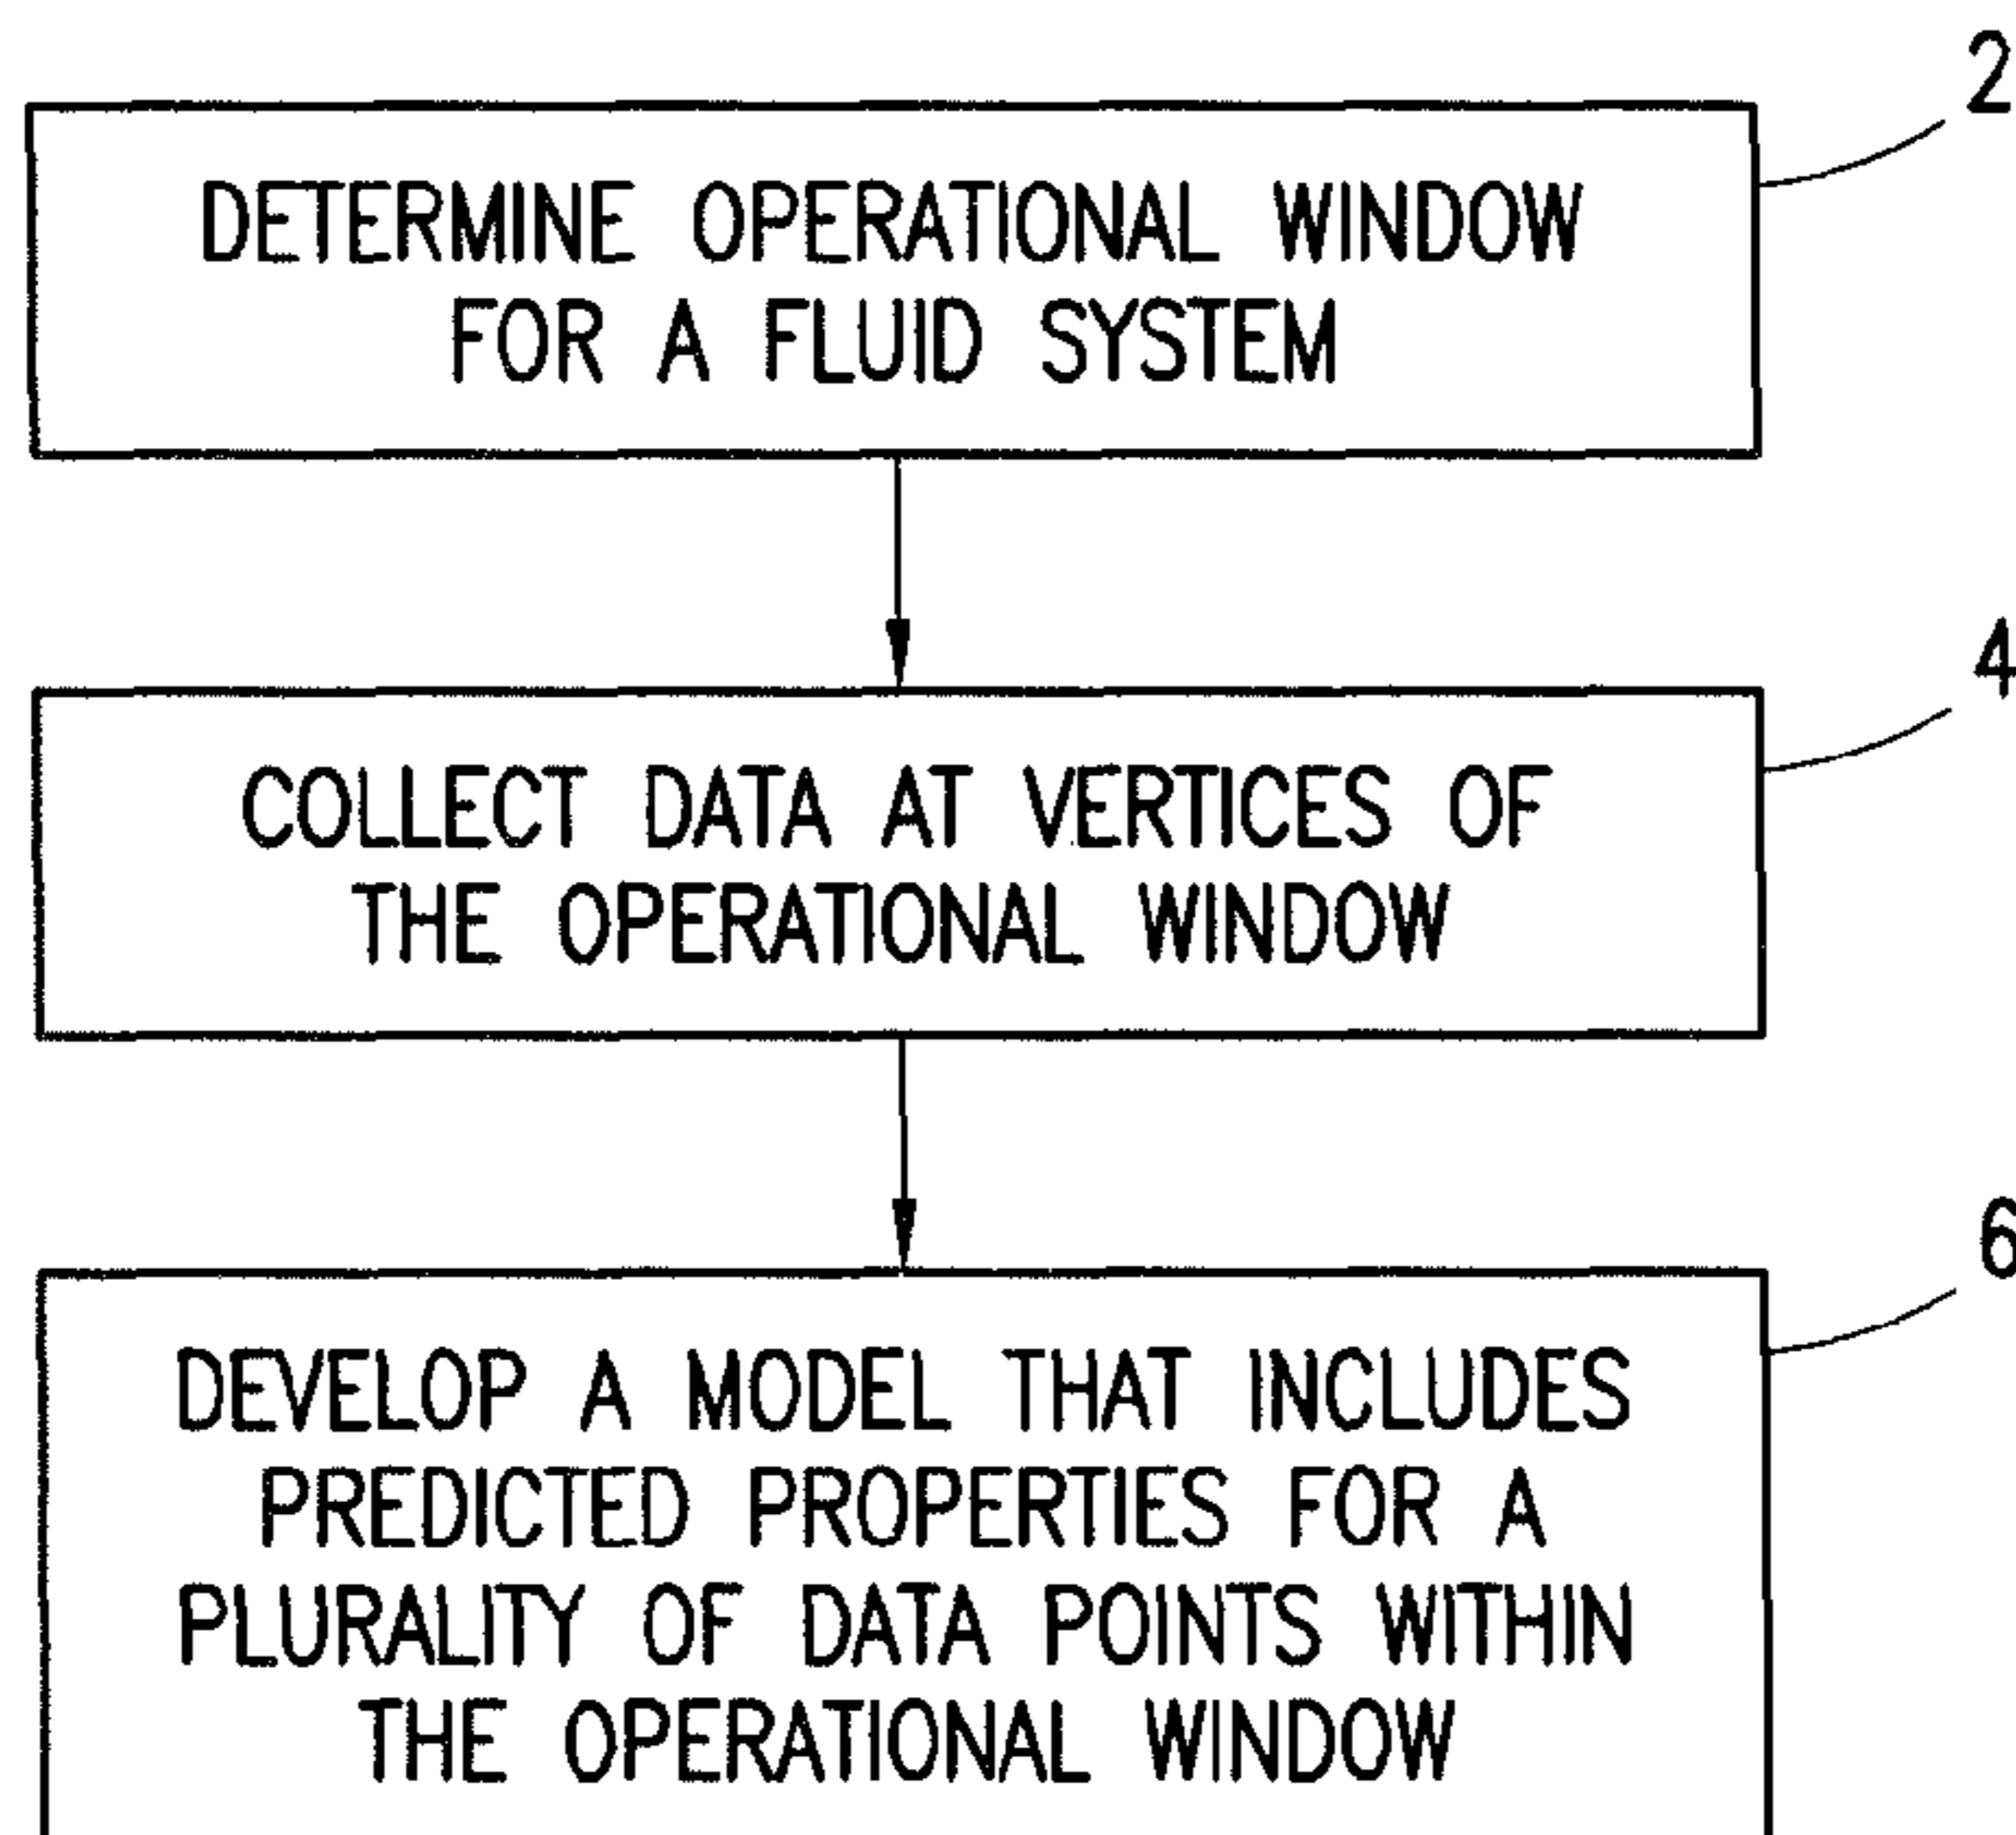 2
DETERMINE OPERATIONAL WINDOW
FOR A FLUID SYSTEM
4
COLLECT DATA AT VERTICES OF
THE OPERATIONAL WINDOW
6
DEVELOP A MODEL THAT INCLUDES
PREDICTED PROPERTIES FOR A
PLURALITY OF DATA POINTS WITHIN
THE OPERATIONAL WINDOW